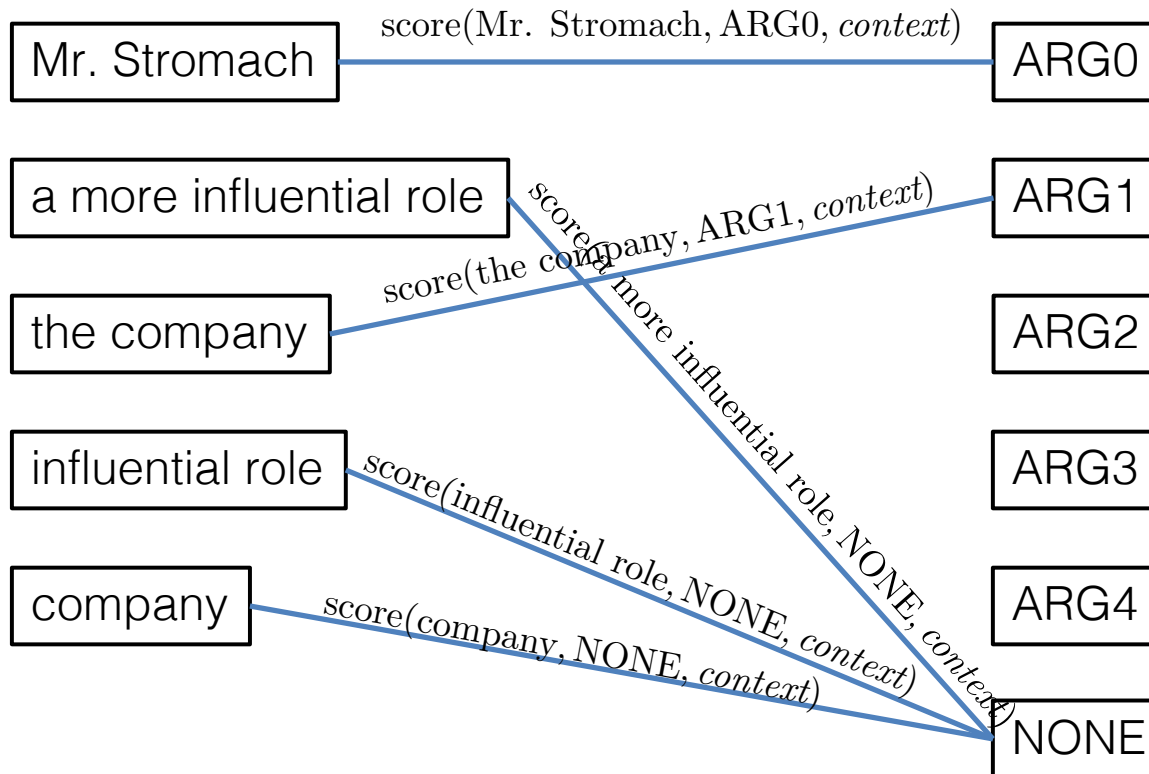 score(Mr. Stromach, ARG0, context)
Mr. Stromach
ARG0
a more influential role
score(a more influential role, NONE, context)
score(the company, ARG1, context)
ARG1
the company
ARG2
influential role
score(influential role, NONE, context)
ARG3
company
score(company, NONE, context)
ARG4
NONE